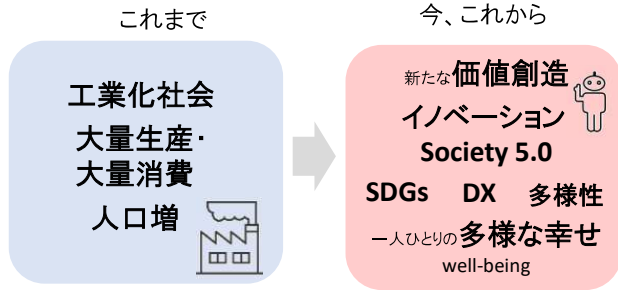 これまで
工業化社会
大量生産・
大量消費
人口増
今、これから
新たな価値創造
イノベーション
Society 5.0
SDGs DX 多様性
一人ひとりの多様な幸せ
well-being